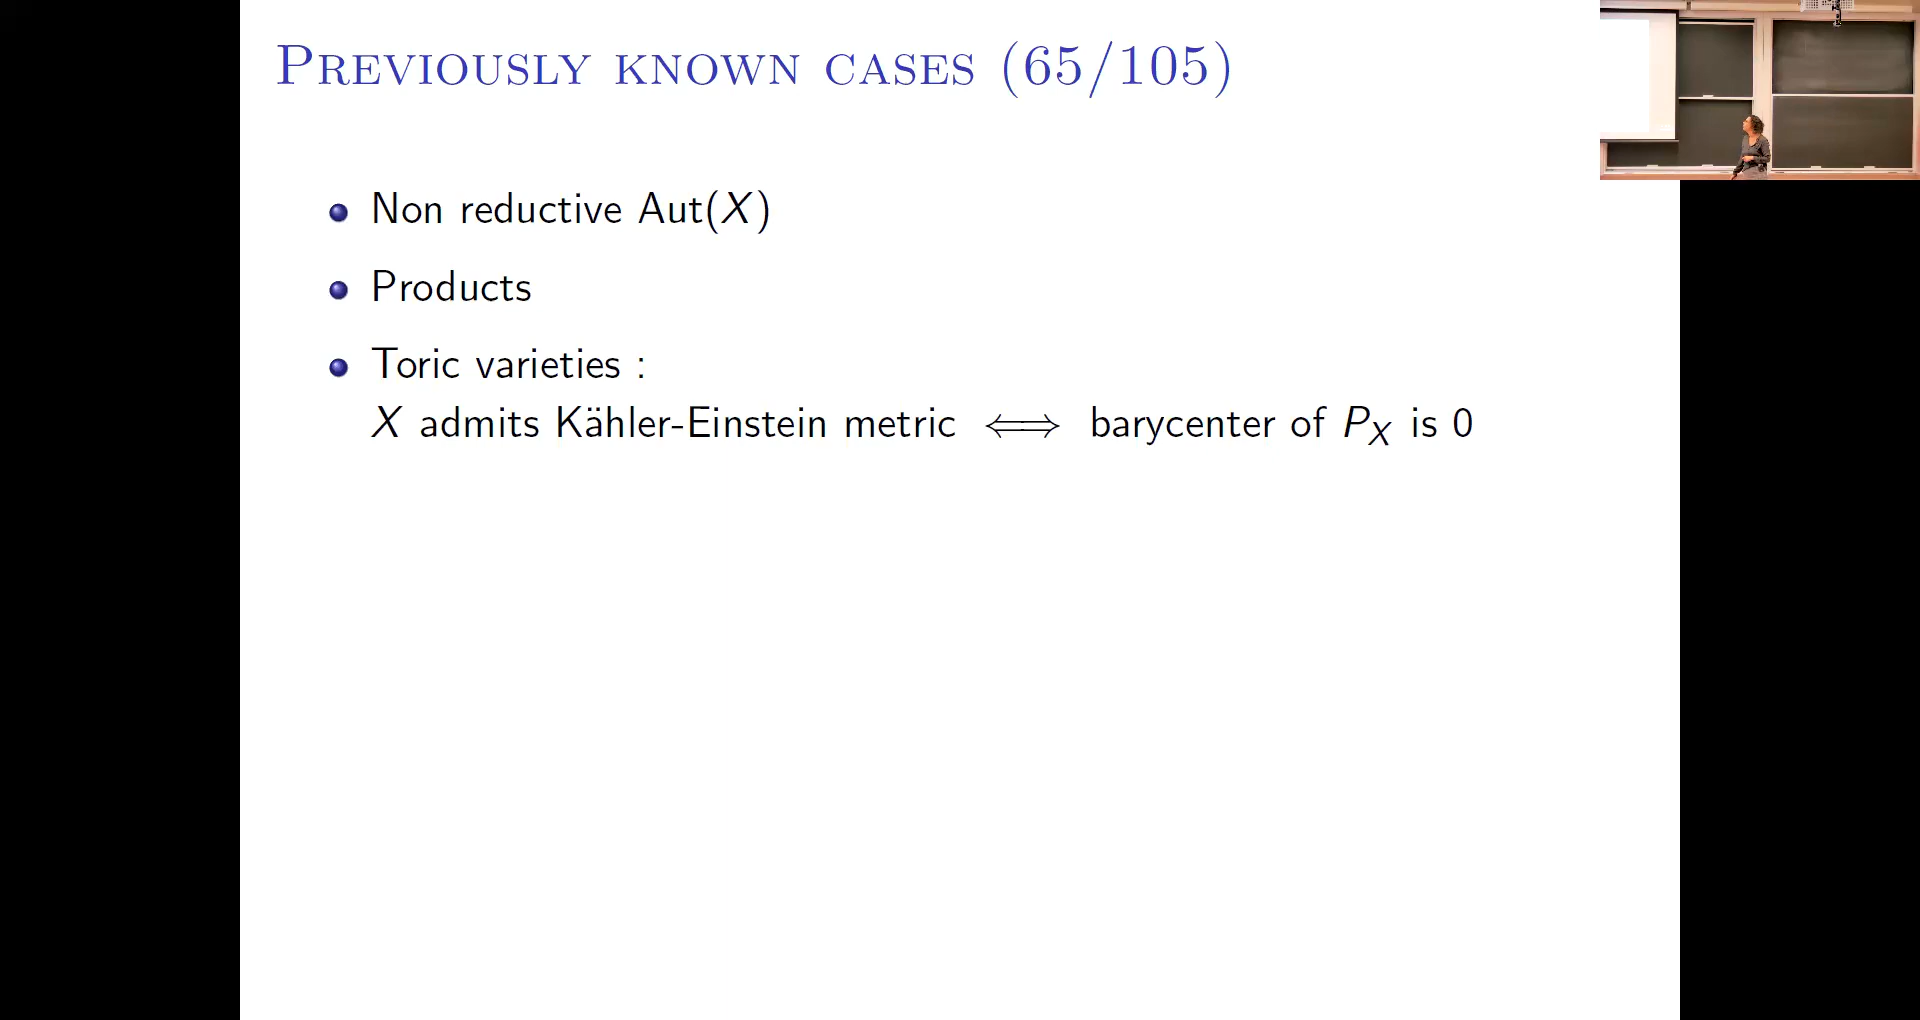 Previously known cases (65/105)
Non reductive Aut(X)
Products
Toric varieties :
X admits Kähler-Einstein metric ⟺ barycenter of P_X is 0